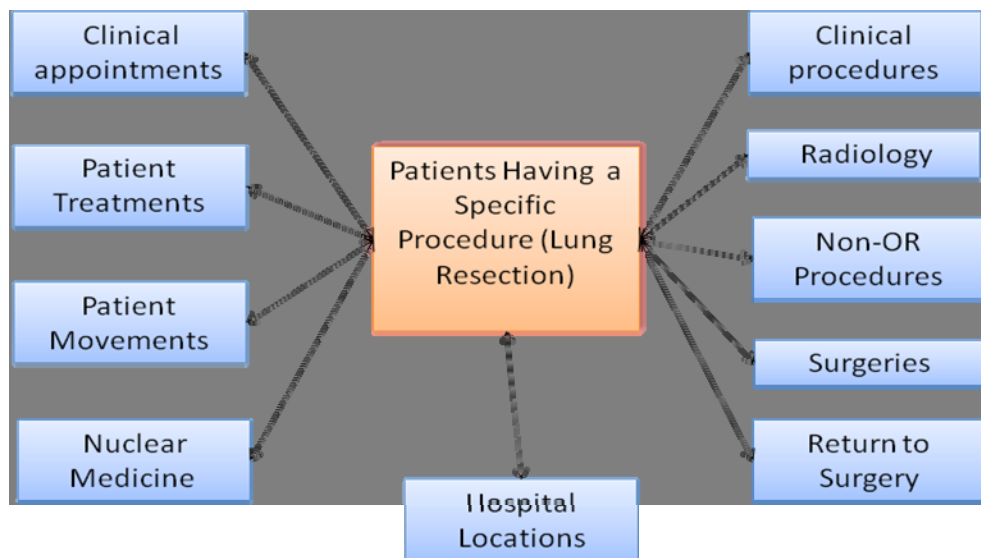 Clinical
appointments
Patient
Treatments
Patient
Movements
Nuclear
Medicine
Patients Having a
Specific
Procedure (Lung
Resection)
Hospital
Locations
Clinical
procedures
Radiology
Non-OR
Procedures
Surgeries
Return to
Surgery